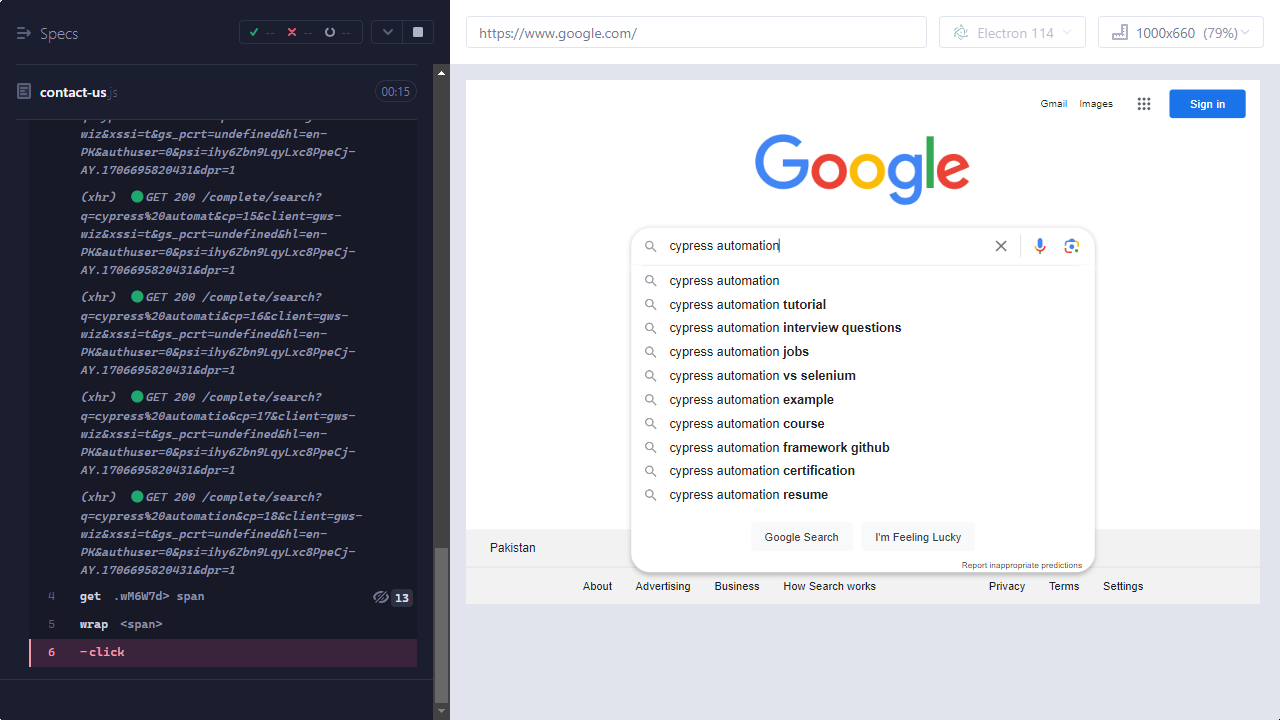 Specs
-- -- --
https://www.google.com/
Electron 114
1000x660 (79%)
contact-us.js
00:15
wiz&xssi=t&gs_pcrt=undefined&hl=en-
PK&authuser=0&psi=ihy6Zbn9LqyLxc8PpeCj-
AY.1706695820431&dpr=1
(xhr) GET 200 /complete/search?
q=cypress%20automat&cp=15&client=gws-
wiz&xssi=t&gs_pcrt=undefined&hl=en-
PK&authuser=0&psi=ihy6Zbn9LqyLxc8PpeCj-
AY.1706695820431&dpr=1
(xhr) GET 200 /complete/search?
q=cypress%20automati&cp=16&client=gws-
wiz&xssi=t&gs_pcrt=undefined&hl=en-
PK&authuser=0&psi=ihy6Zbn9LqyLxc8PpeCj-
AY.1706695820431&dpr=1
(xhr) GET 200 /complete/search?
q=cypress%20automatio&cp=17&client=gws-
wiz&xssi=t&gs_pcrt=undefined&hl=en-
PK&authuser=0&psi=ihy6Zbn9LqyLxc8PpeCj-
AY.1706695820431&dpr=1
(xhr) GET 200 /complete/search?
q=cypress%20automation&cp=18&client=gws-
wiz&xssi=t&gs_pcrt=undefined&hl=en-
PK&authuser=0&psi=ihy6Zbn9LqyLxc8PpeCj-
AY.1706695820431&dpr=1
4 get .wM6W7d> span 13
5 wrap <span>
6 -click
Gmail Images Sign in
Google
cypress automation
cypress automation
cypress automation tutorial
cypress automation interview questions
cypress automation jobs
cypress automation vs selenium
cypress automation example
cypress automation course
cypress automation framework github
cypress automation certification
cypress automation resume
Google Search I'm Feeling Lucky
Report inappropriate predictions
Pakistan
About Advertising Business How Search works Privacy Terms Settings